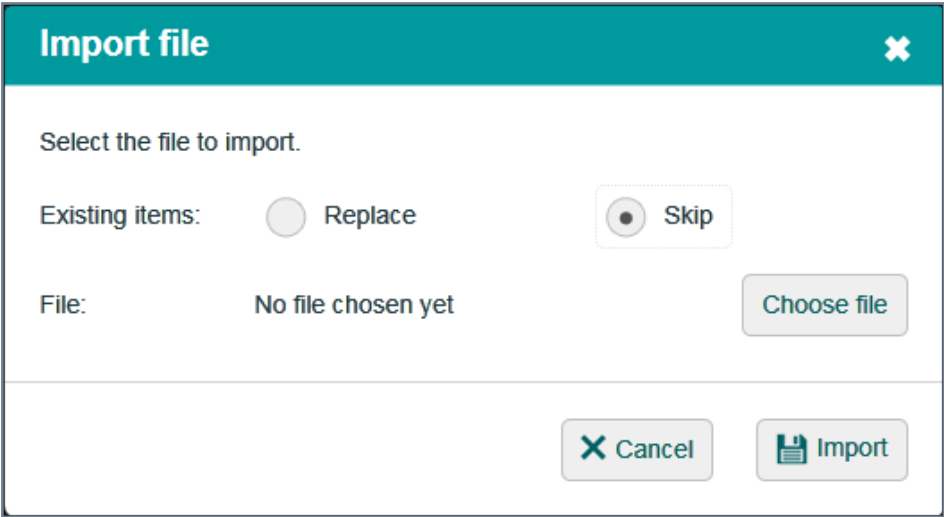 Import file
Select the file to import.
Existing items: Replace Skip
File: No file chosen yet Choose file
Cancel Import